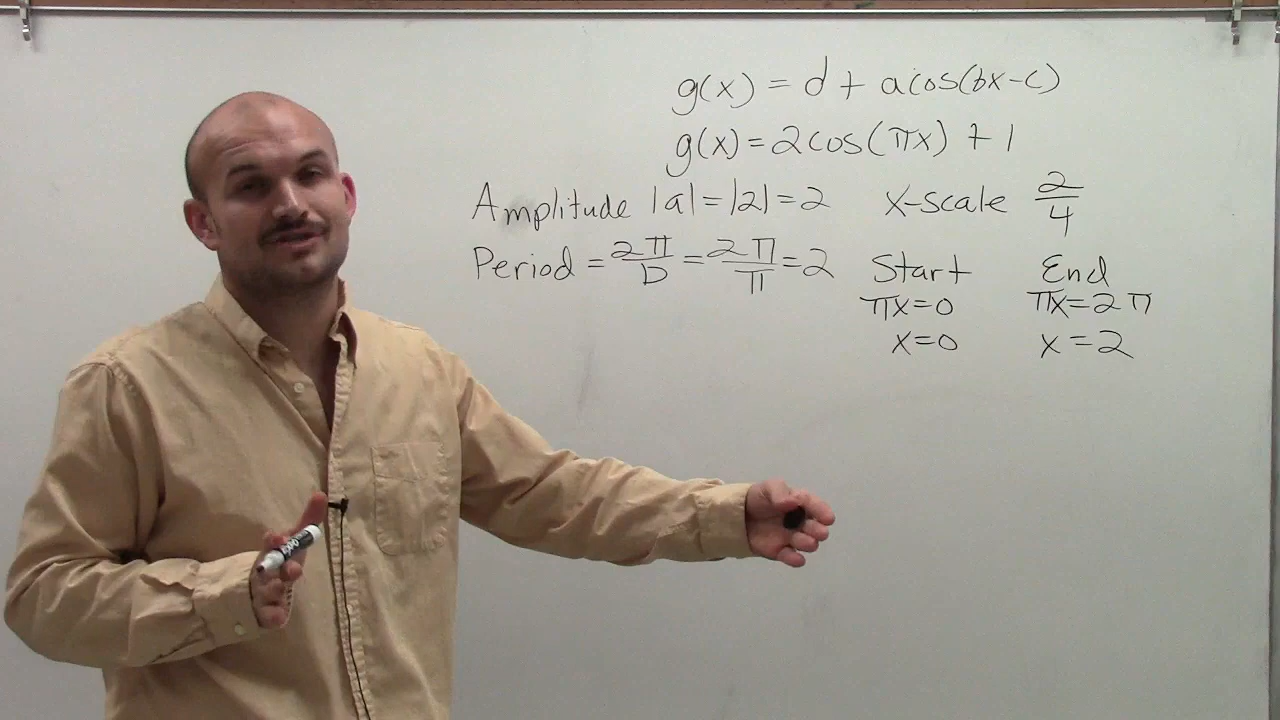 g(x) = d + acos(bx-c)
g(x) = 2cos(πx) + 1
Amplitude |a| = |2| = 2 x-scale 2/4
Period = 2π/b = 2π/π = 2
Start End
πx=0 πx=2π
x=0 x=2
EXPO